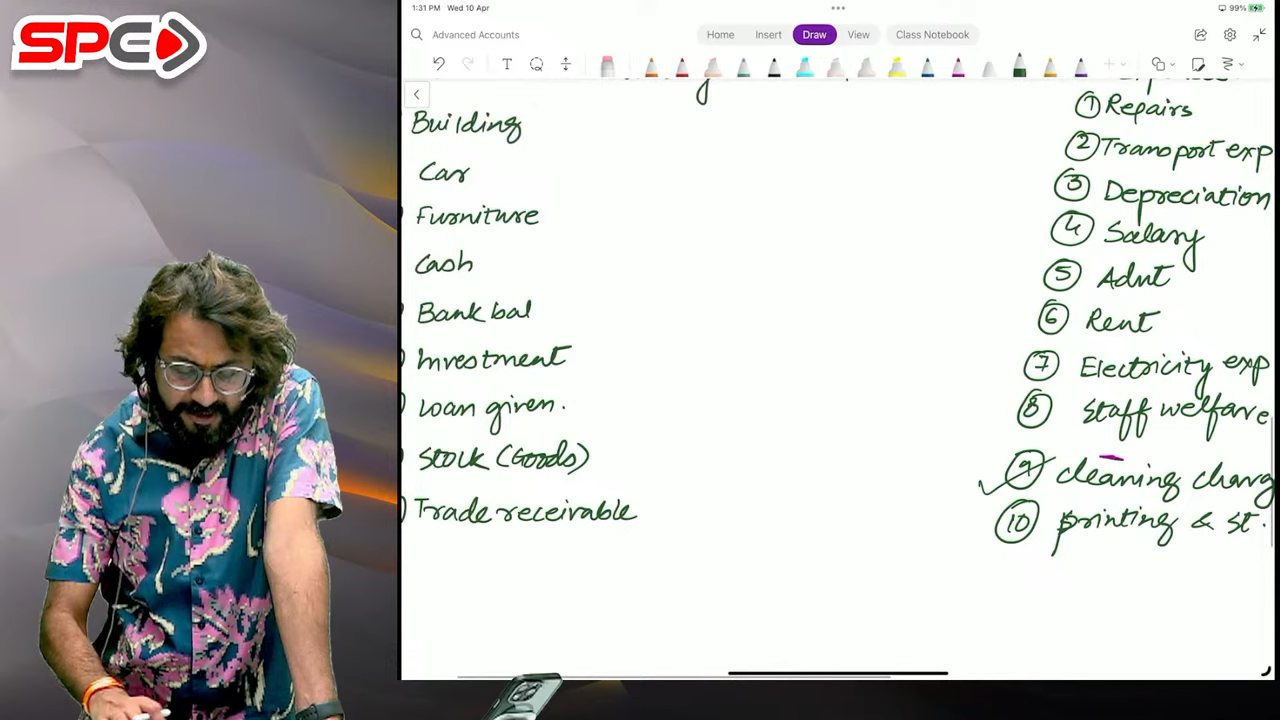 SPC
1:31 PM Wed 10 Apr
99%
Advanced Accounts
Home Insert Draw View Class Notebook
T
Building
Car
Furniture
Cash
Bank bal
Investment
Loan given.
Stock (Goods)
Trade receivable
1 Repairs
2 Transport exp
3 Depreciation
4 Salary
5 Advt
6 Rent
7 Electricity exp
8 Staff welfare
9 cleaning charg
10 printing & st.